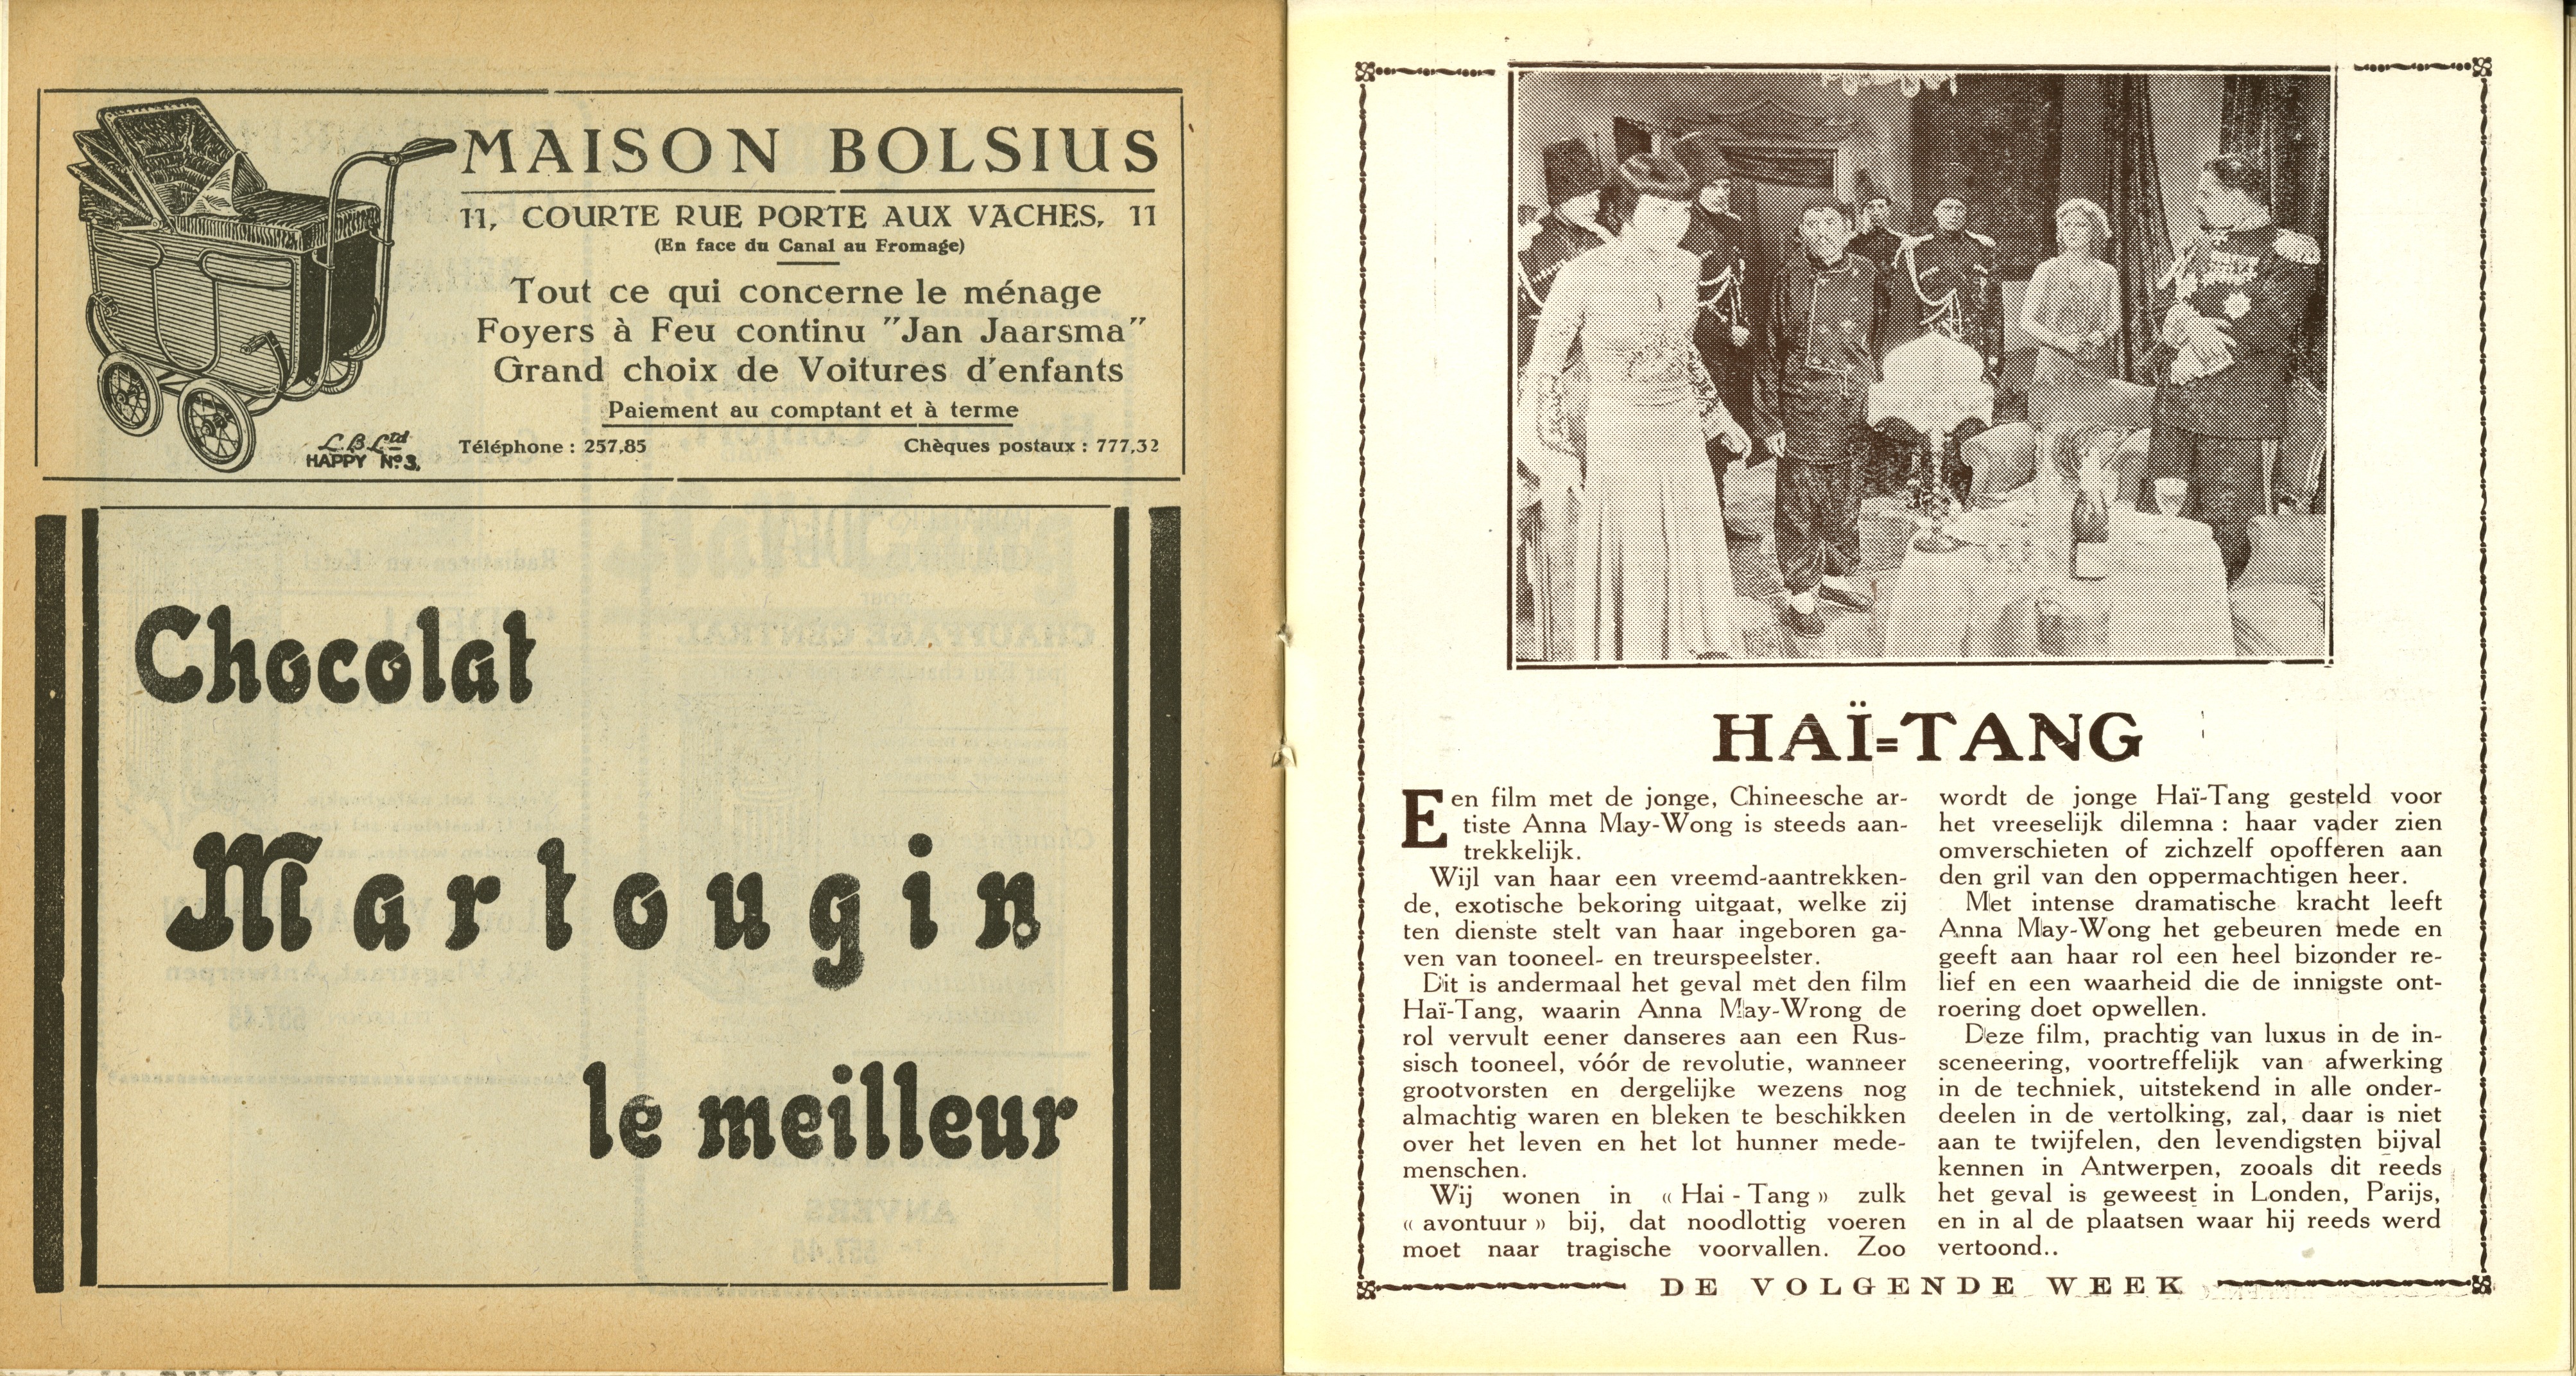 MAISON BOLSIUS
11, COURTE RUE PORTE AUX VACHES, 11
(En face du Canal au Fromage)
Tout ce qui concerne le ménage
Foyers à Feu continu "Jan Jaarsma"
Grand choix de Voitures d'enfants
Paiement au comptant et à terme
Téléphone : 257,85 Chèques postaux : 777,32
L.B.Ltd
HAPPY No 3.
Chocolat
Martougin
le meilleur
HAÏ=TANG
Een film met de jonge, Chineesche ar-
tiste Anna May-Wong is steeds aan-
trekkelijk.
Wijl van haar een vreemd-aantrekken-
de, exotische bekoring uitgaat, welke zij
ten dienste stelt van haar ingeboren ga-
ven van tooneel- en treurspeelster.
Dit is andermaal het geval met den film
Haï-Tang, waarin Anna May-Wrong de
rol vervult eener danseres aan een Rus-
sisch tooneel, vóór de revolutie, wanneer
grootvorsten en dergelijke wezens nog
almachtig waren en bleken te beschikken
over het leven en het lot hunner mede-
menschen.
Wij wonen in « Hai - Tang » zulk
« avontuur » bij, dat noodlottig voeren
moet naar tragische voorvallen. Zoo
wordt de jonge Haï-Tang gesteld voor
het vreeselijk dilemna : haar vader zien
omverschieten of zichzelf opofferen aan
den gril van den oppermachtigen heer.
Met intense dramatische kracht leeft
Anna May-Wong het gebeuren mede en
geeft aan haar rol een heel bizonder re-
lief en een waarheid die de innigste ont-
roering doet opwellen.
Deze film, prachtig van luxus in de in-
sceneering, voortreffelijk van afwerking
in de techniek, uitstekend in alle onder-
deelen in de vertolking, zal, daar is niet
aan te twijfelen, den levendigsten bijval
kennen in Antwerpen, zooals dit reeds
het geval is geweest in Londen, Parijs,
en in al de plaatsen waar hij reeds werd
vertoond..
DE VOLGENDE WEEK